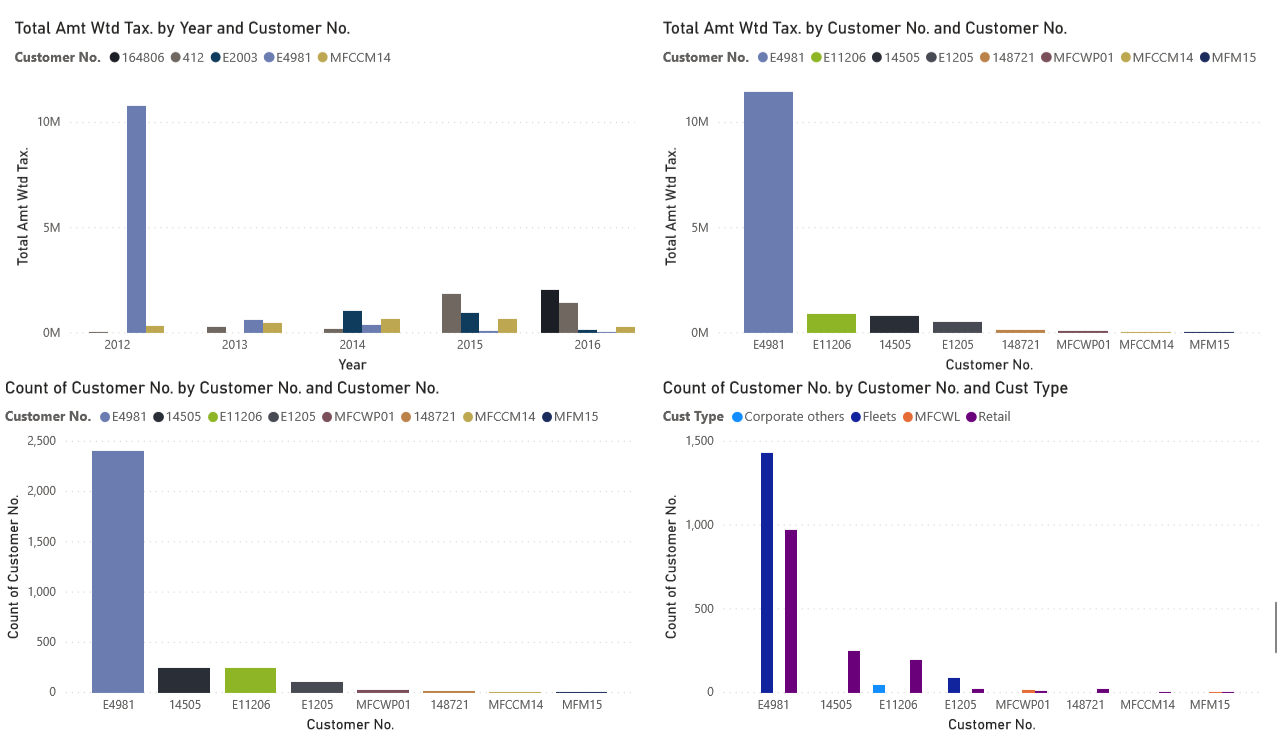 Total Amt Wtd Tax. by Year and Customer No.
Customer No. 164806 412 E2003 E4981 MFCCM14
10M
5M
0M
Total Amt Wtd Tax.
2012 2013 2014 2015 2016
Year
Total Amt Wtd Tax. by Customer No. and Customer No.
Customer No. E4981 E11206 14505 E1205 148721 MFCWP01 MFCCM14 MFM15
10M
5M
0M
Total Amt Wtd Tax.
E4981 E11206 14505 E1205 148721 MFCWP01 MFCCM14 MFM15
Customer No.
Count of Customer No. by Customer No. and Customer No.
Customer No. E4981 14505 E11206 E1205 MFCWP01 148721 MFCCM14 MFM15
2,500
2,000
1,500
1,000
500
0
Count of Customer No.
E4981 14505 E11206 E1205 MFCWP01 148721 MFCCM14 MFM15
Customer No.
Count of Customer No. by Customer No. and Cust Type
Cust Type Corporate others Fleets MFCWL Retail
1,500
1,000
500
0
Count of Customer No.
E4981 14505 E11206 E1205 MFCWP01 148721 MFCCM14 MFM15
Customer No.